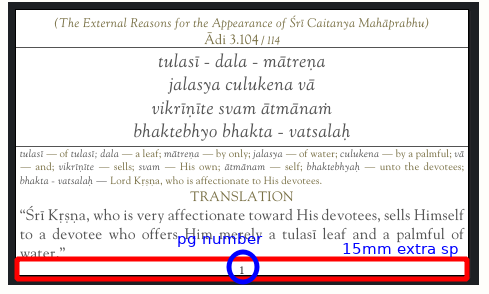 (The External Reasons for the Appearance of Śrī Caitanya Mahāprabhu)
Ādi 3.104 / 114
tulasī - dala - mātreṇa
jalasya culukena vā
vikrīṇīte svam ātmānaṁ
bhaktebhyo bhakta - vatsalaḥ
tulasī — of tulasī; dala — a leaf; mātreṇa — by only; jalasya — of water; culukena — by a palmful; vā
— and; vikrīṇīte — sells; svam — His own; ātmānam — self; bhaktebhyaḥ — unto the devotees;
bhakta - vatsalaḥ — Lord Kṛṣṇa, who is affectionate to His devotees.
TRANSLATION
“Śrī Kṛṣṇa, who is very affectionate toward His devotees, sells Himself
to a devotee who offers Him merely a tulasī leaf and a palmful of
water.”
pg number
15mm extra sp
1